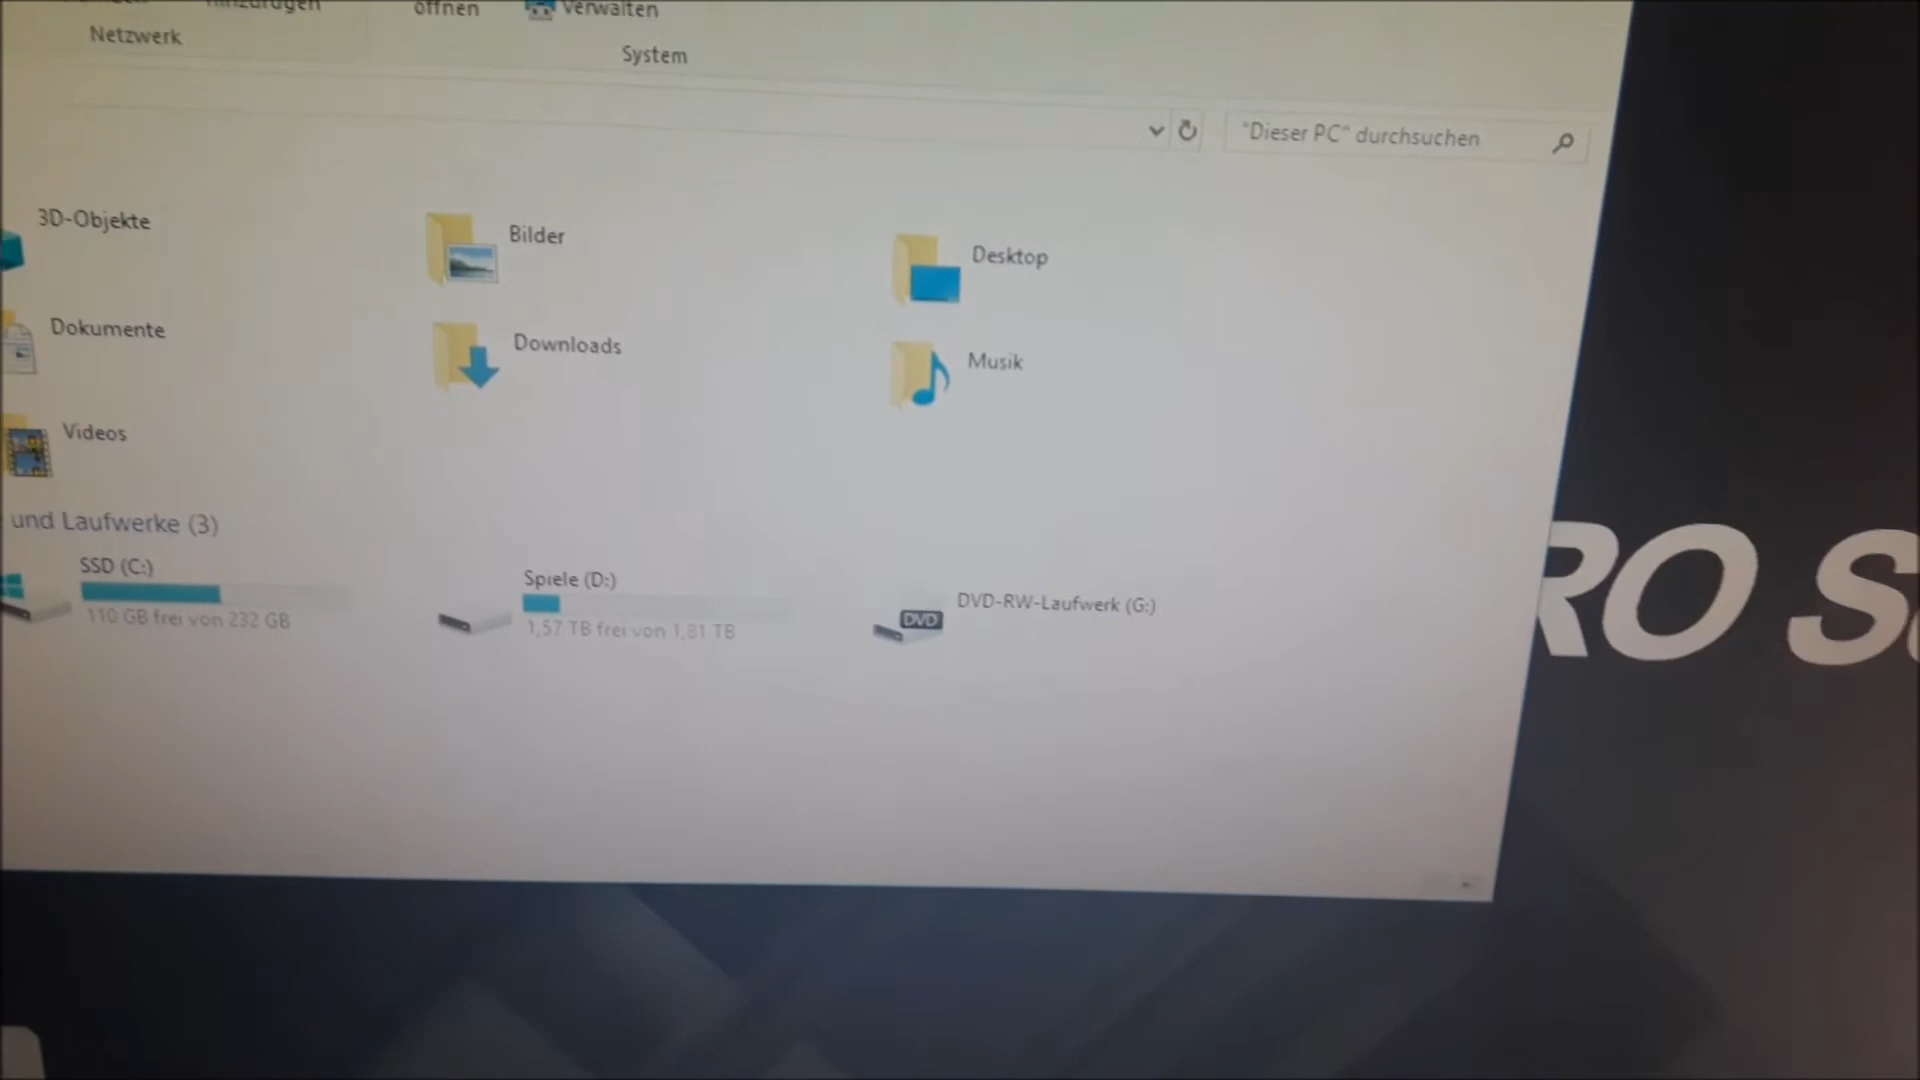 hinzufügen
öffnen
Verwalten
Netzwerk
System
"Dieser PC" durchsuchen
3D-Objekte
Bilder
Desktop
Dokumente
Downloads
Musik
Videos
und Laufwerke (3)
SSD (C:)
110 GB frei von 232 GB
Spiele (D:)
1,57 TB frei von 1,81 TB
DVD-RW-Laufwerk (G:)
DVD
RO S